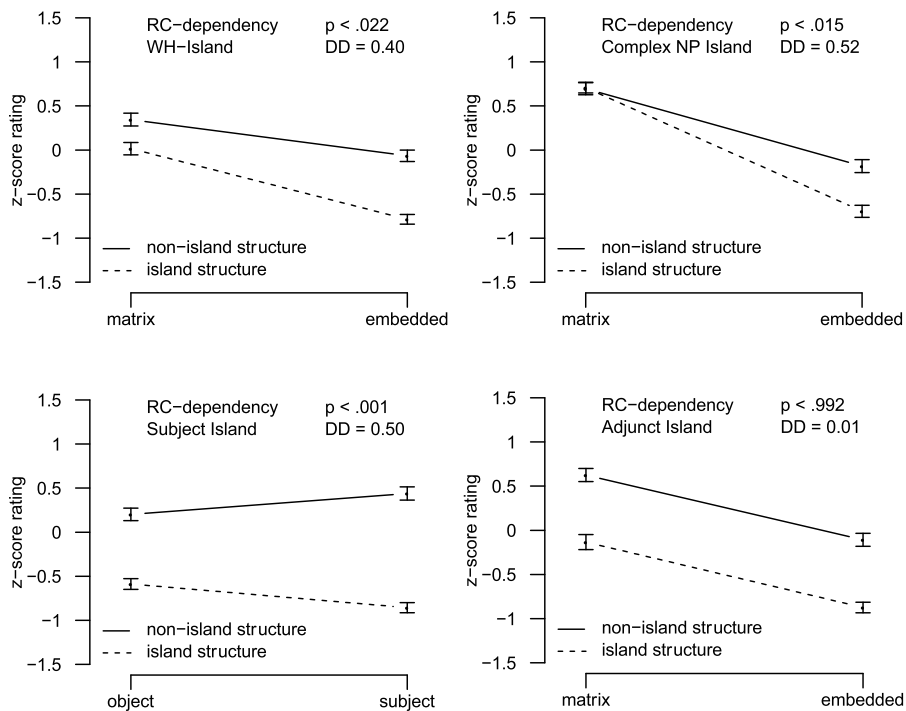 RC−dependency p < .022
WH−Island DD = 0.40
1.5
1
0.5
0
−0.5
−1
−1.5
z−score rating
non−island structure
island structure
matrix embedded
RC−dependency p < .015
Complex NP Island DD = 0.52
1.5
1
0.5
0
−0.5
−1
−1.5
z−score rating
non−island structure
island structure
matrix embedded
RC−dependency p < .001
Subject Island DD = 0.50
1.5
1
0.5
0
−0.5
−1
−1.5
z−score rating
non−island structure
island structure
object subject
RC−dependency p < .992
Adjunct Island DD = 0.01
1.5
1
0.5
0
−0.5
−1
−1.5
z−score rating
non−island structure
island structure
matrix embedded